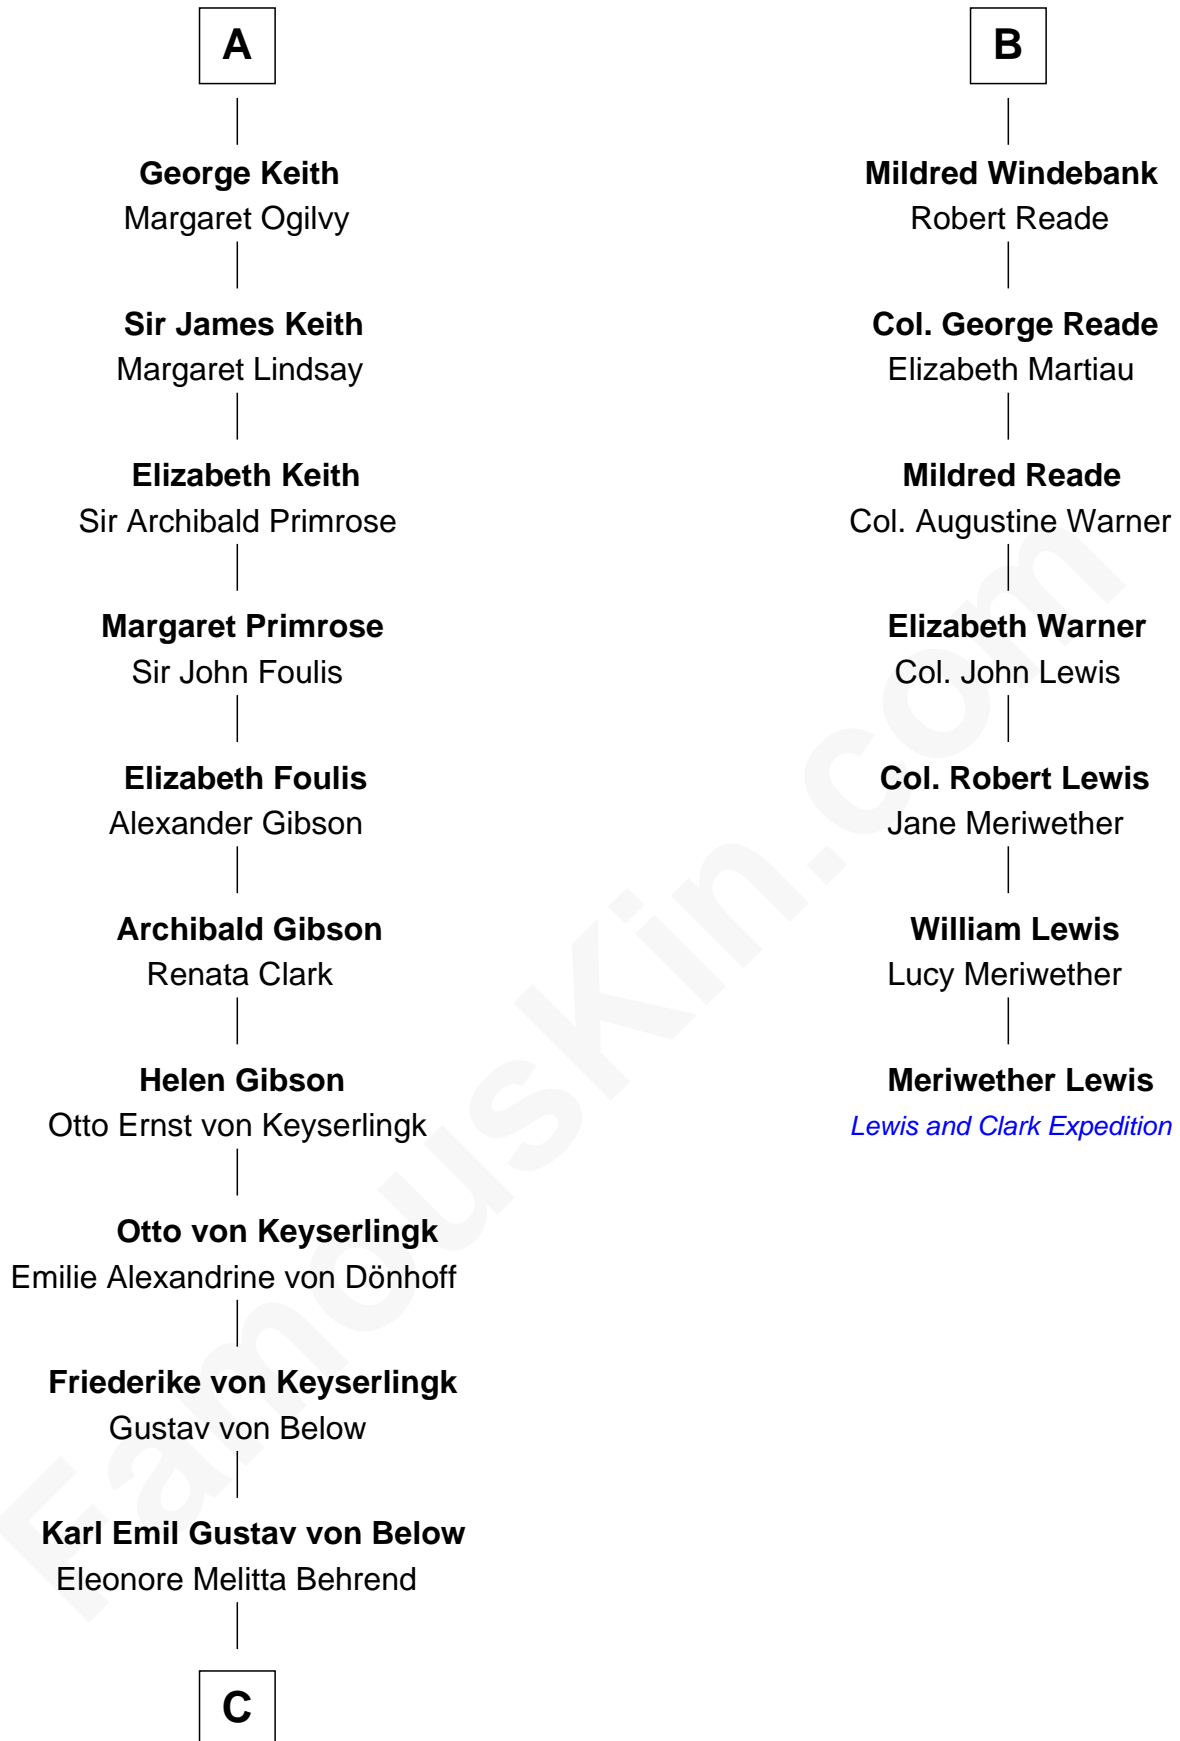 A
George Keith
Margaret Ogilvy
Sir James Keith
Margaret Lindsay
Elizabeth Keith
Sir Archibald Primrose
Margaret Primrose
Sir John Foulis
Elizabeth Foulis
Alexander Gibson
Archibald Gibson
Renata Clark
Helen Gibson
Otto Ernst von Keyserlingk
Otto von Keyserlingk
Emilie Alexandrine von Dönhoff
Friederike von Keyserlingk
Gustav von Below
Karl Emil Gustav von Below
Eleonore Melitta Behrend
C
B
Mildred Windebank
Robert Reade
Col. George Reade
Elizabeth Martiau
Mildred Reade
Col. Augustine Warner
Elizabeth Warner
Col. John Lewis
Col. Robert Lewis
Jane Meriwether
William Lewis
Lucy Meriwether
Meriwether Lewis
Lewis and Clark Expedition
FamousKin.com